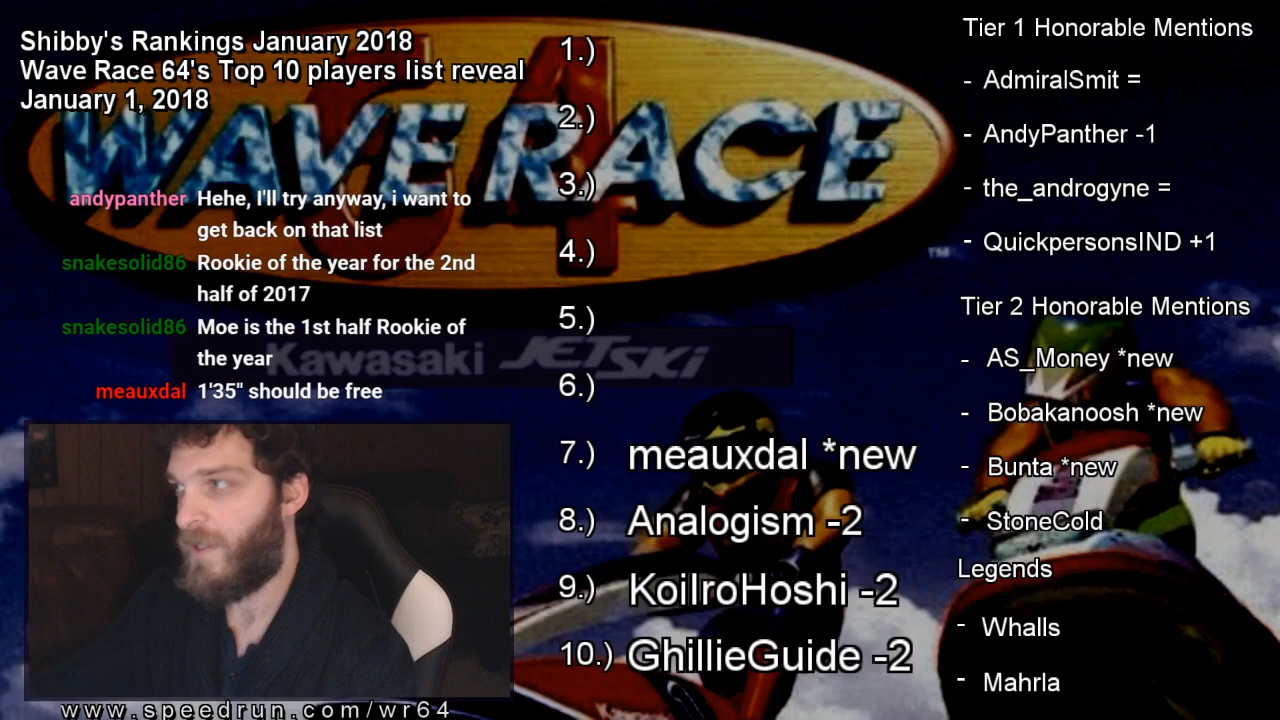 Shibby's Rankings January 2018
Wave Race 64's Top 10 players list reveal
January 1, 2018
WAVE RACE
64
TM
Kawasaki JET SKI
andypanther Hehe, I'll try anyway, i want to
get back on that list
snakesolid86 Rookie of the year for the 2nd
half of 2017
snakesolid86 Moe is the 1st half Rookie of
the year
meauxdal 1'35" should be free
www.speedrun.com/wr64
1.)
2.)
3.)
4.)
5.)
6.)
7.) meauxdal *new
8.) Analogism -2
9.) KoiIroHoshi -2
10.) GhillieGuide -2
Kawasaki
Tier 1 Honorable Mentions
- AdmiralSmit =
- AndyPanther -1
- the_androgyne =
- QuickpersonsIND +1
Tier 2 Honorable Mentions
- AS_Money *new
- Bobakanoosh *new
- Bunta *new
- StoneCold
Legends
- Whalls
- Mahrla